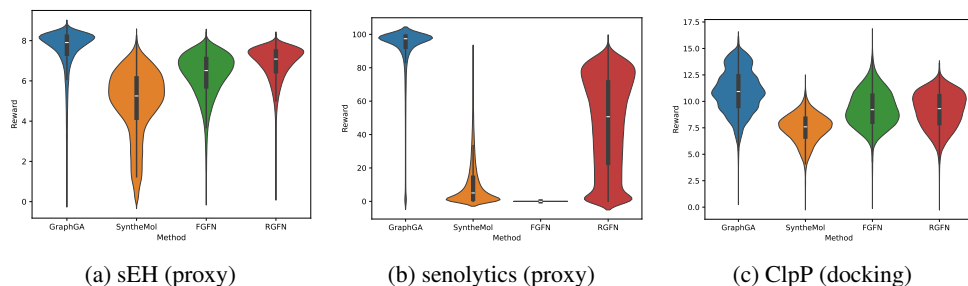 8
6
4
2
0
Reward
GraphGA
SyntheMol
FGFN
RGFN
Method
(a) sEH (proxy)
100
80
60
40
20
0
Reward
GraphGA
SyntheMol
FGFN
RGFN
Method
(b) senolytics (proxy)
17.5
15.0
12.5
10.0
7.5
5.0
2.5
0.0
Reward
GraphGA
SyntheMol
FGFN
RGFN
Method
(c) ClpP (docking)